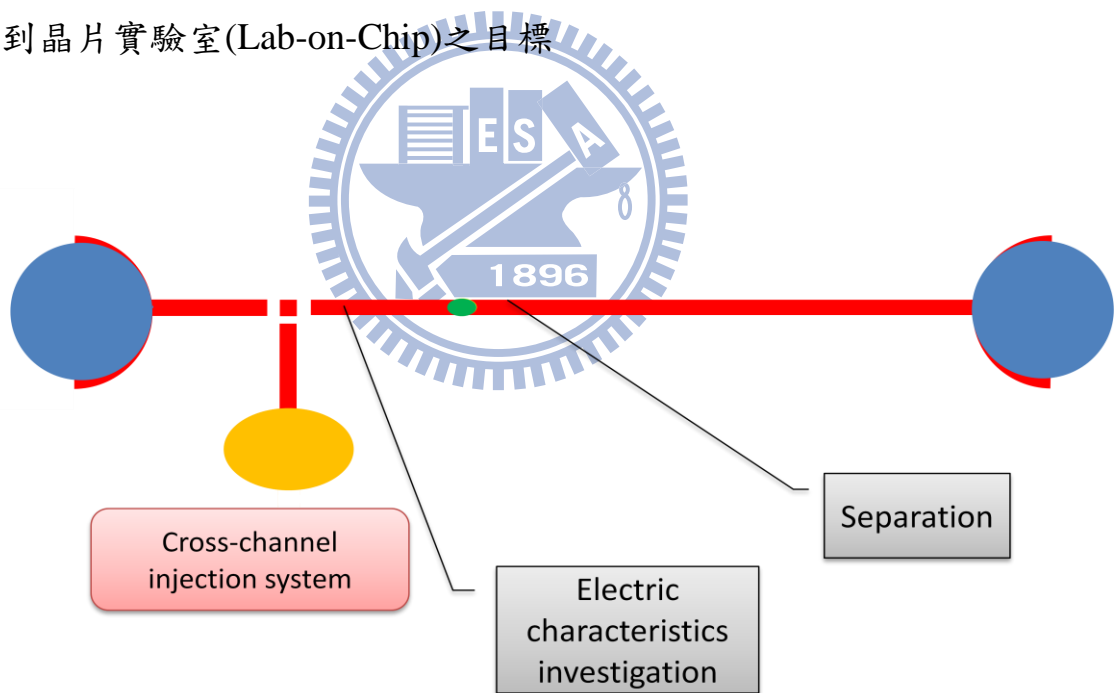 到晶片實驗室(Lab-on-Chip)之目標
E S A
1896
Cross-channel
injection system
Separation
Electric
characteristics
investigation